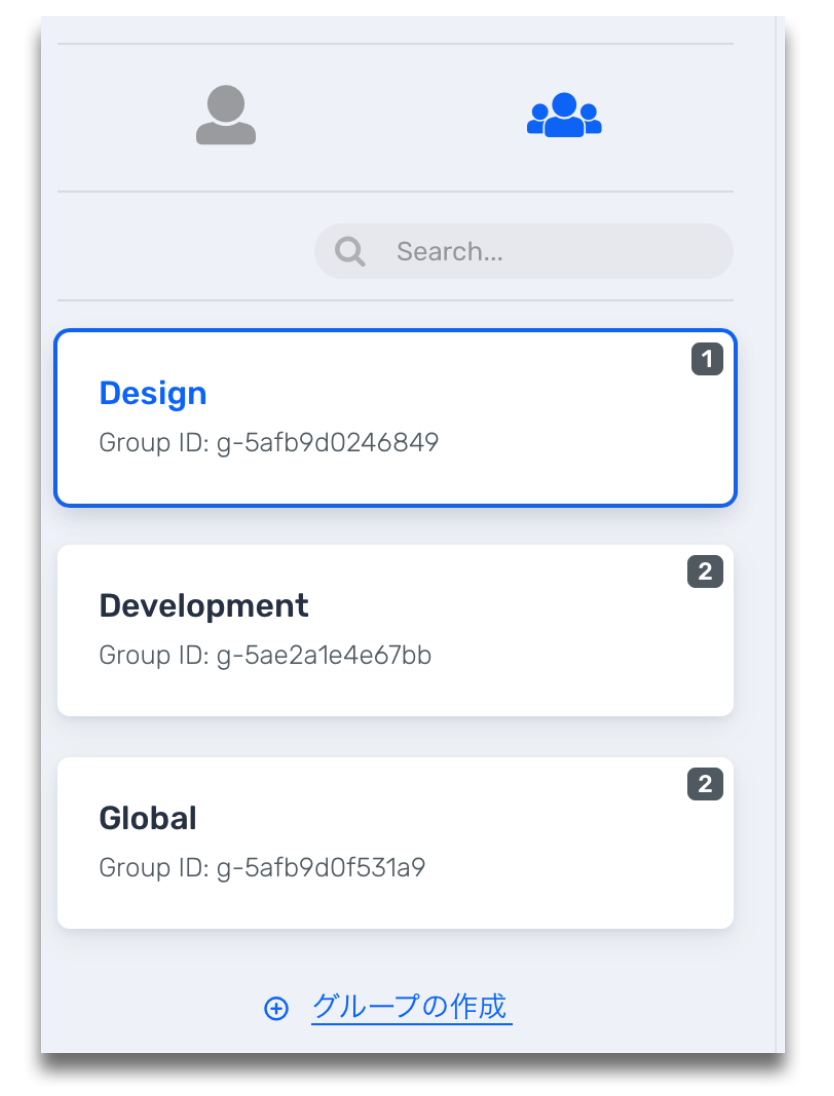 Search...
1
Design
Group ID: g-5afb9d0246849
2
Development
Group ID: g-5ae2a1e4e67bb
2
Global
Group ID: g-5afb9d0f531a9
グループの作成